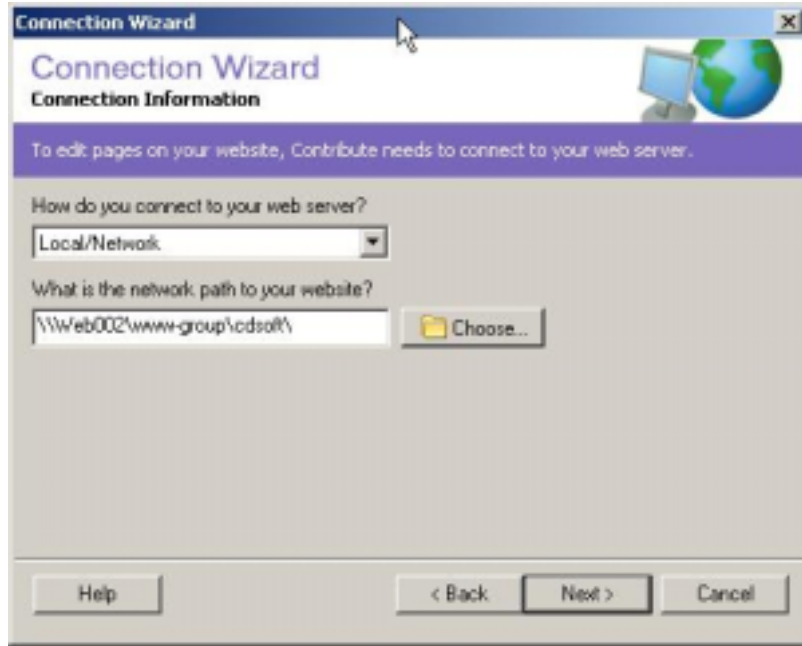 Connection Wizard
Connection Wizard
Connection Information
To edit pages on your website, Contribute needs to connect to your web server.
How do you connect to your web server?
Local/Network
What is the network path to your website?
\\Web002\www-group\cdsoft\
Choose...
Help
< Back
Next >
Cancel